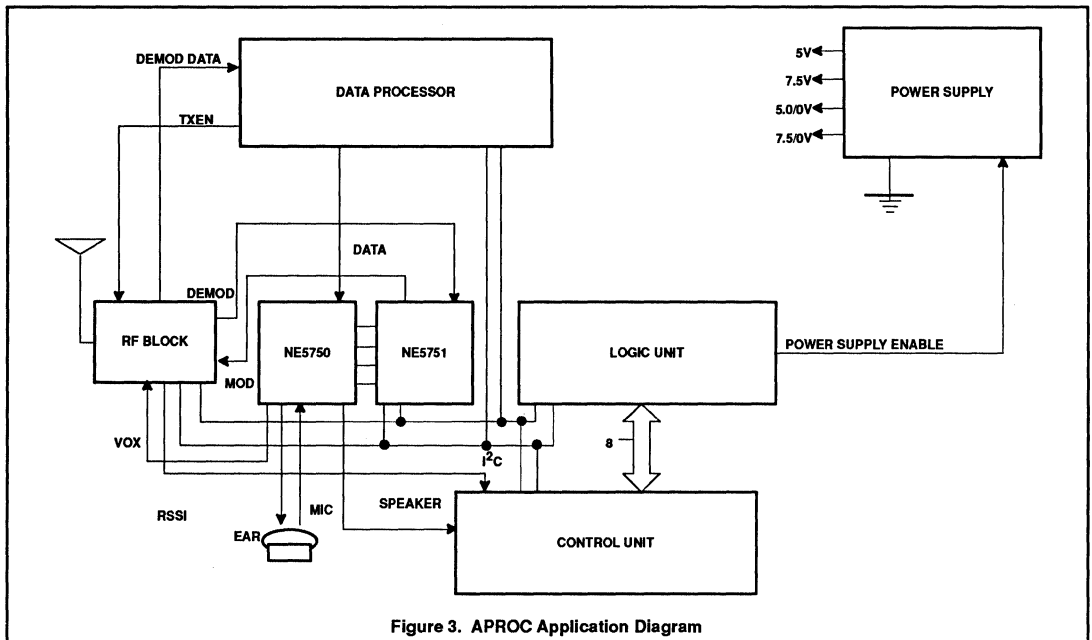 DEMOD DATA
DATA PROCESSOR
TXEN
5V
7.5V
5.0/0V
7.5/0V
POWER SUPPLY
DATA
DEMOD
RF BLOCK
NE5750
NE5751
LOGIC UNIT
POWER SUPPLY ENABLE
MOD
VOX
8
I²C
RSSI
MIC
SPEAKER
EAR
CONTROL UNIT
Figure 3. APROC Application Diagram